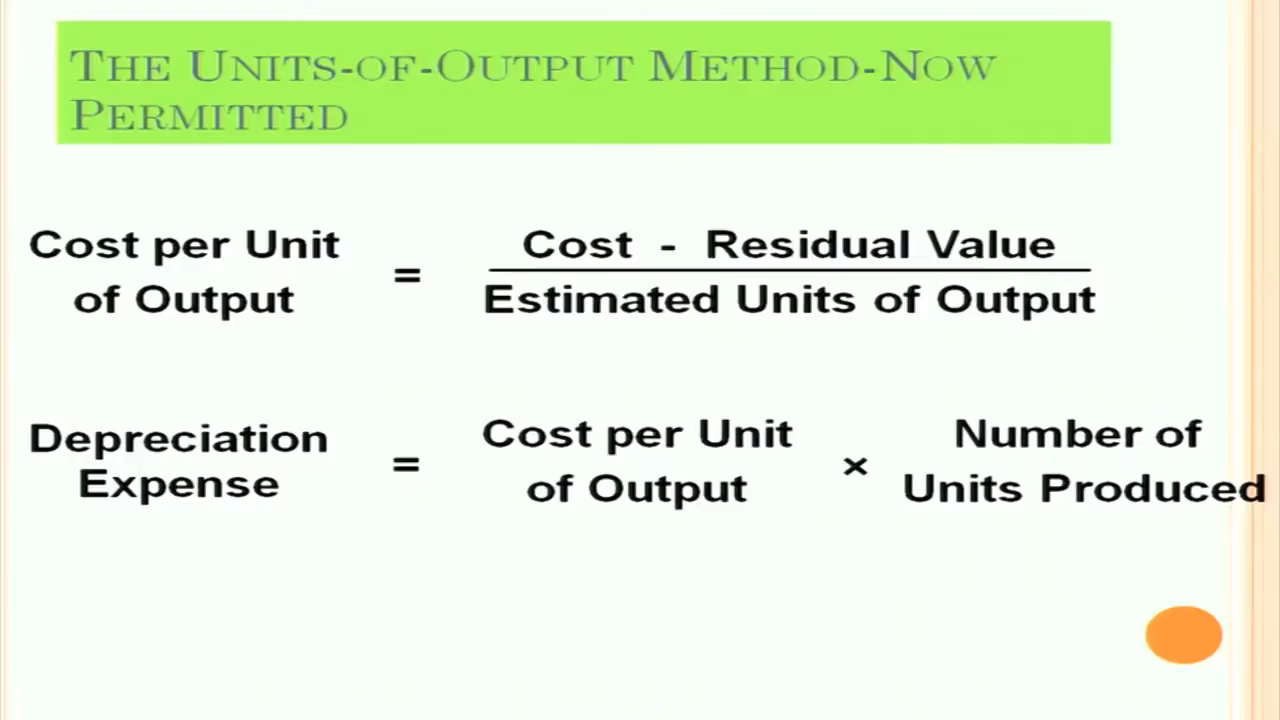 THE UNITS-OF-OUTPUT METHOD-NOW
PERMITTED
Cost per Unit
of Output
=
Cost - Residual Value
Estimated Units of Output
Depreciation
Expense
=
Cost per Unit
of Output
×
Number of
Units Produced